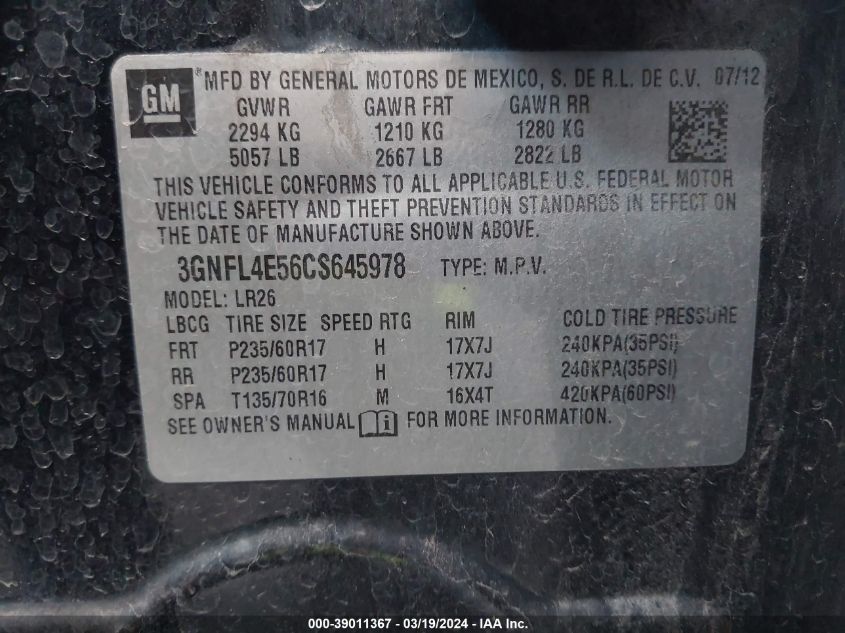 GM ® MFD BY GENERAL MOTORS DE MEXICO, S. DE R.L. DE C.V. 07/12
GVWR GAWR FRT GAWR RR
2294 KG 1210 KG 1280 KG
5057 LB 2667 LB 2822 LB
THIS VEHICLE CONFORMS TO ALL APPLICABLE U.S. FEDERAL MOTOR
VEHICLE SAFETY AND THEFT PREVENTION STANDARDS IN EFFECT ON
THE DATE OF MANUFACTURE SHOWN ABOVE.
3GNFL4E56CS645978 TYPE: M.P.V.
MODEL: LR26
LBCG TIRE SIZE SPEED RTG RIM COLD TIRE PRESSURE
FRT P235/60R17 H 17X7J 240KPA(35PSI)
RR P235/60R17 H 17X7J 240KPA(35PSI)
SPA T135/70R16 M 16X4T 420KPA(60PSI)
SEE OWNER'S MANUAL i FOR MORE INFORMATION.
000-39011367 - 03/19/2024 - IAA Inc.